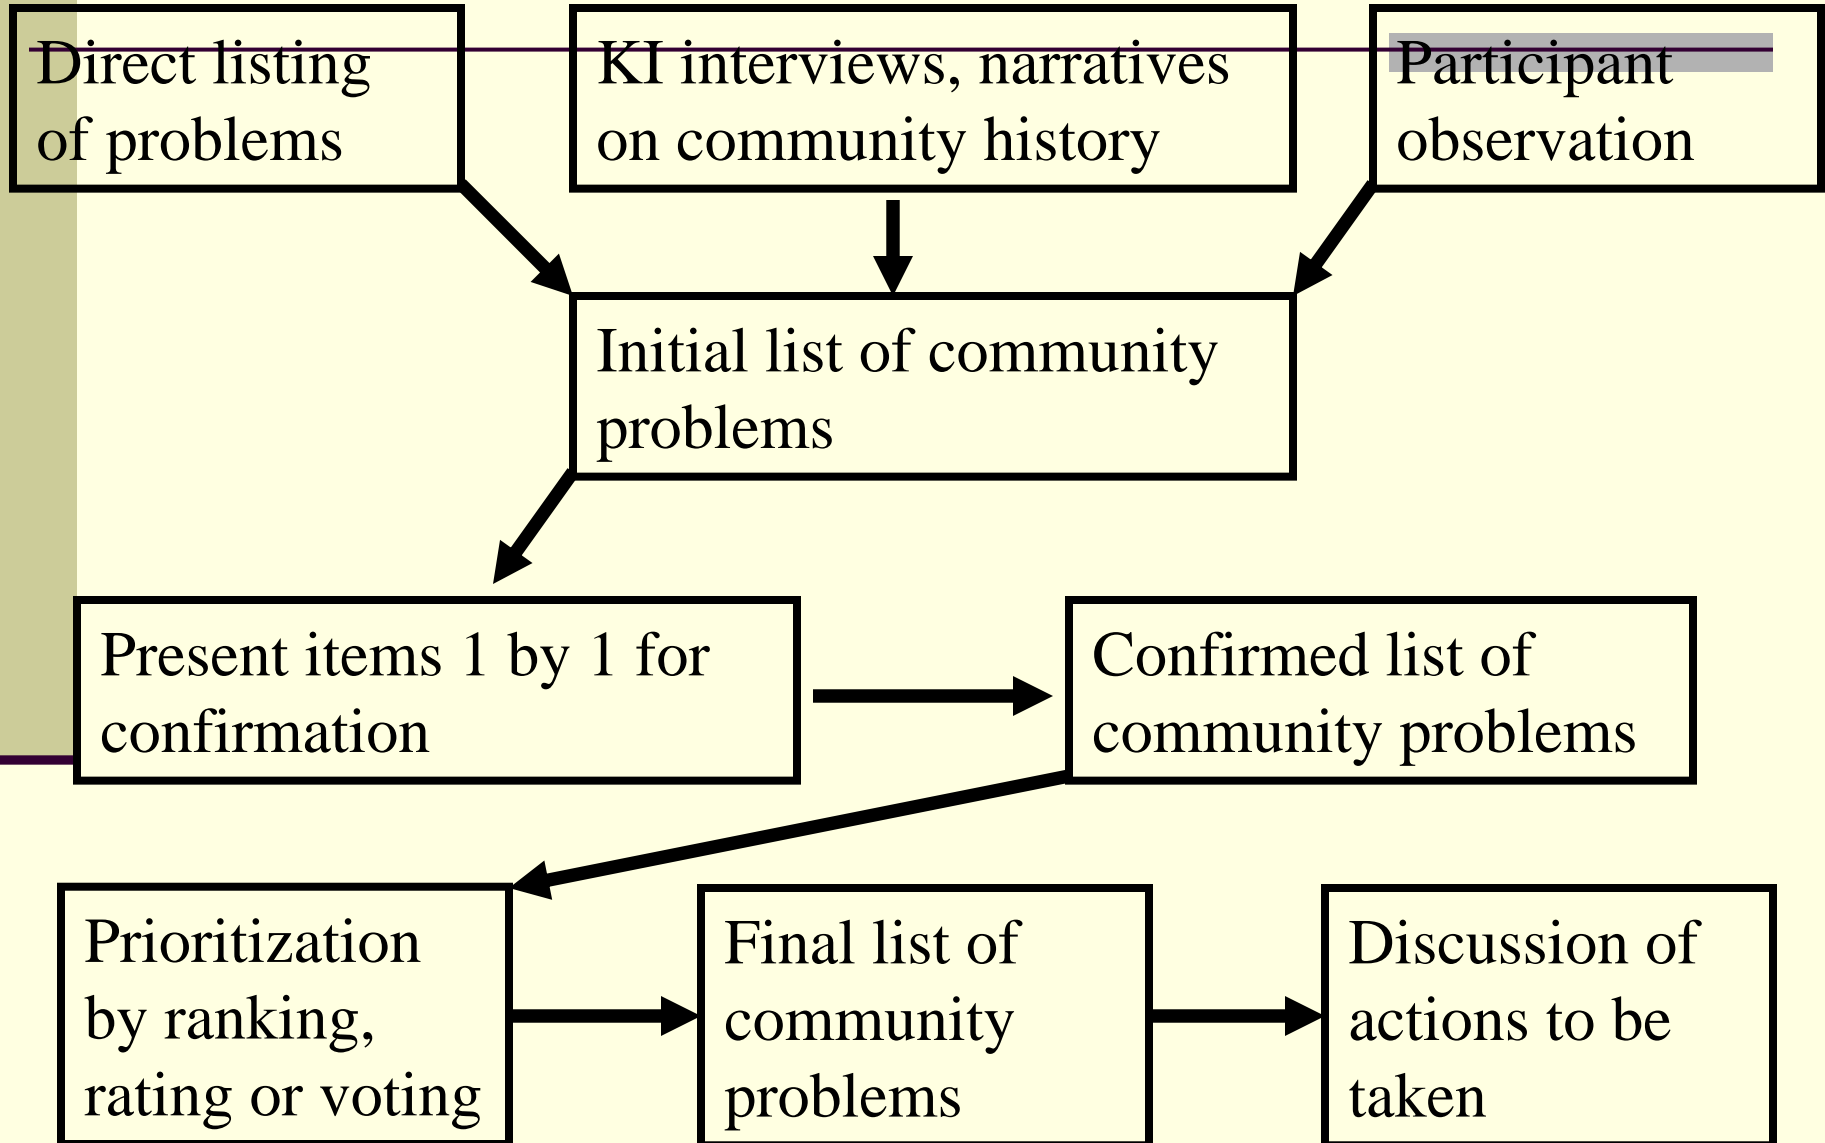 Direct listing
of problems
KI interviews, narratives
on community history
Participant
observation
Initial list of community
problems
Present items 1 by 1 for
confirmation
Confirmed list of
community problems
Prioritization
by ranking,
rating or voting
Final list of
community
problems
Discussion of
actions to be
taken